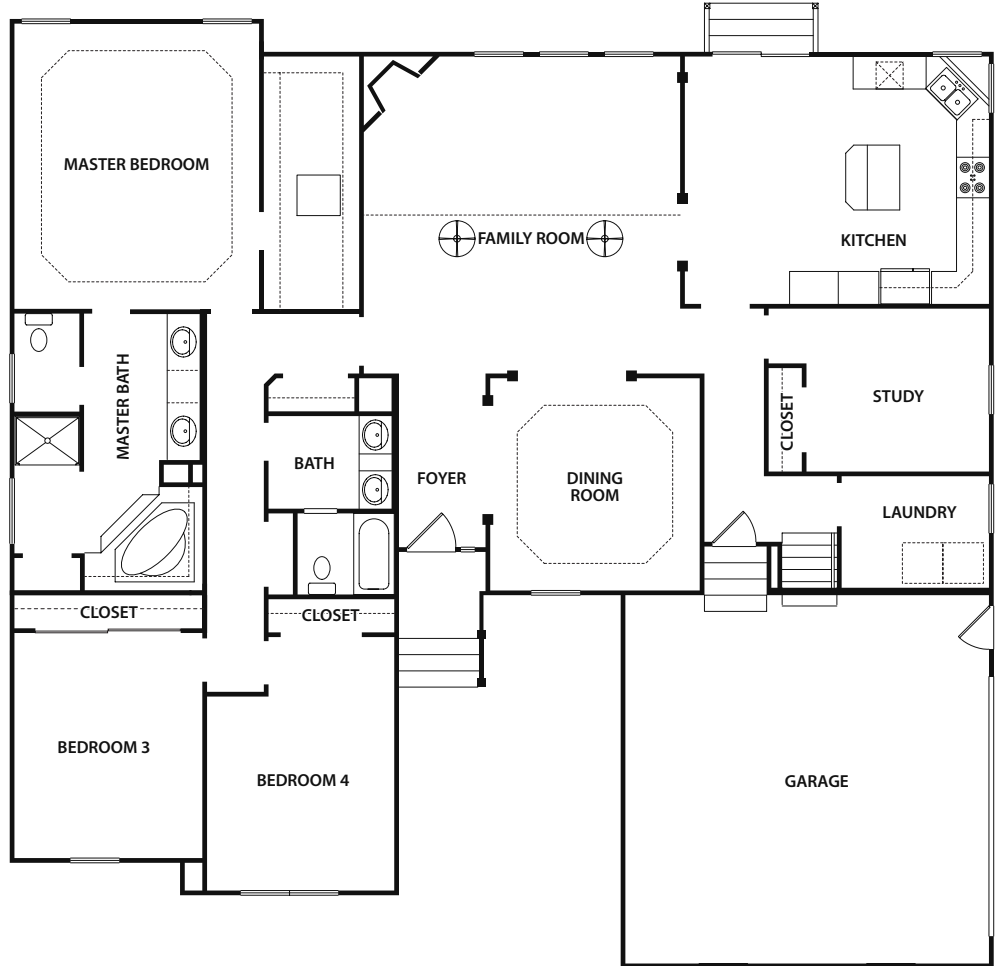 MASTER BEDROOM
FAMILY ROOM
KITCHEN
MASTER BATH
STUDY
CLOSET
BATH
FOYER
DINING
ROOM
LAUNDRY
CLOSET
CLOSET
BEDROOM 3
BEDROOM 4
GARAGE